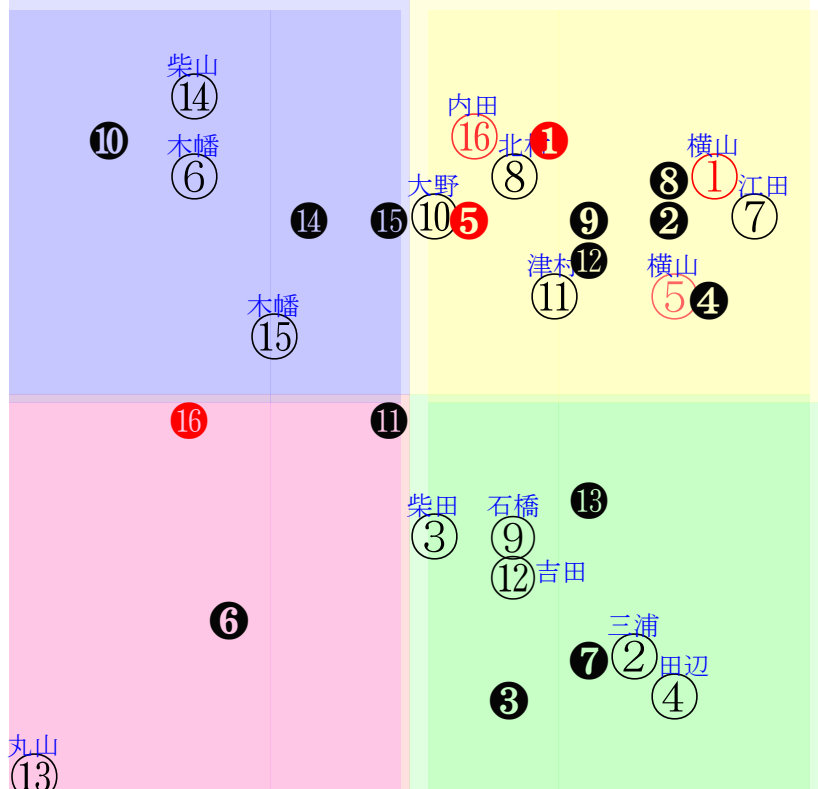 柴山
⑭
内田
❿
木幡
⑯
北村
❶
横山
⑥
⑧
❽
①
江田
大野
⑩
❺
⓮
⓯
❾
❷
⑦
津村
⓬
横山
⑪
⑤
❹
木幡
⑮
⓰
⓫
柴田
石橋
⓭
③
⑨
⑫
吉田
❻
三浦
❼
②
田辺
❸
④
丸山
⑬